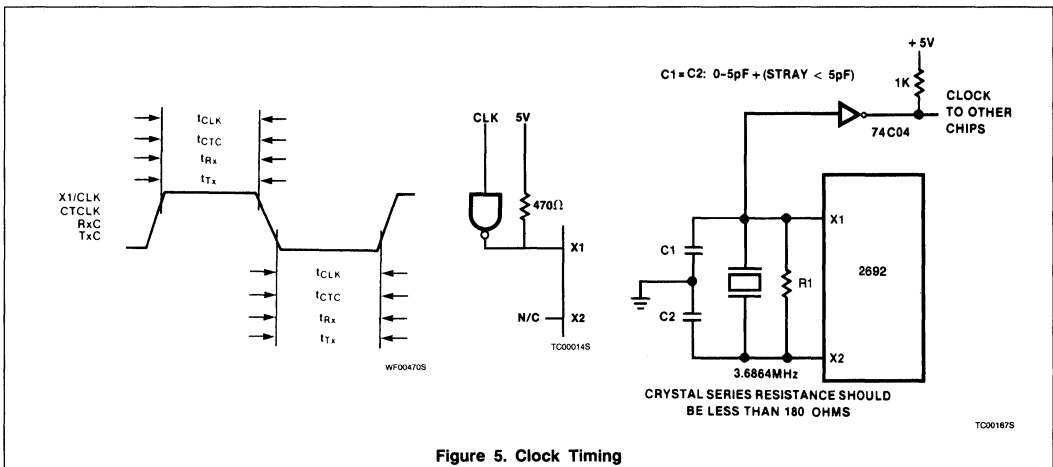 tCLK
tCTC
tRx
tTx
X1/CLK
CTCLK
RxC
TxC
tCLK
tCTC
tRx
tTx
WF00470S
CLK 5V
470Ω
X1
N/C X2
TC00014S
C1 = C2: 0–5pF + (STRAY < 5pF)
+ 5V
1K
CLOCK
TO OTHER
CHIPS
74C04
X1
C1
2692
R1
C2
X2
3.6864MHz
CRYSTAL SERIES RESISTANCE SHOULD
BE LESS THAN 180 OHMS
TC00167S
Figure 5. Clock Timing